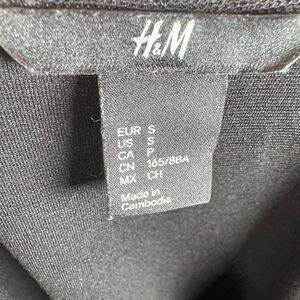 H&M
EUR S
US S
CA P
CN 165/88A
MX CH
Made in
Cambodia